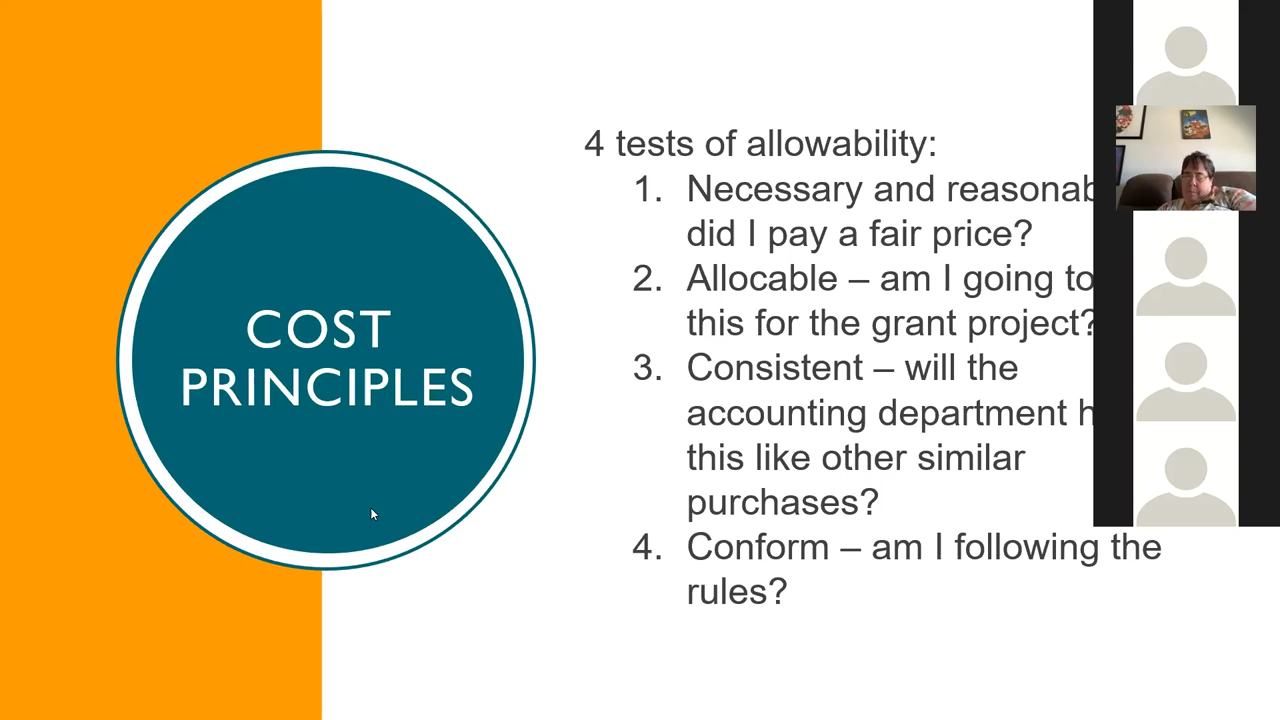 COST
PRINCIPLES
4 tests of allowability:
1. Necessary and
did I pay a fair price?
2. Allocable – am I going to
this for the grant project?
3. Consistent – will the
accounting department
this like other similar
purchases?
4. Conform – am I following the
rules?